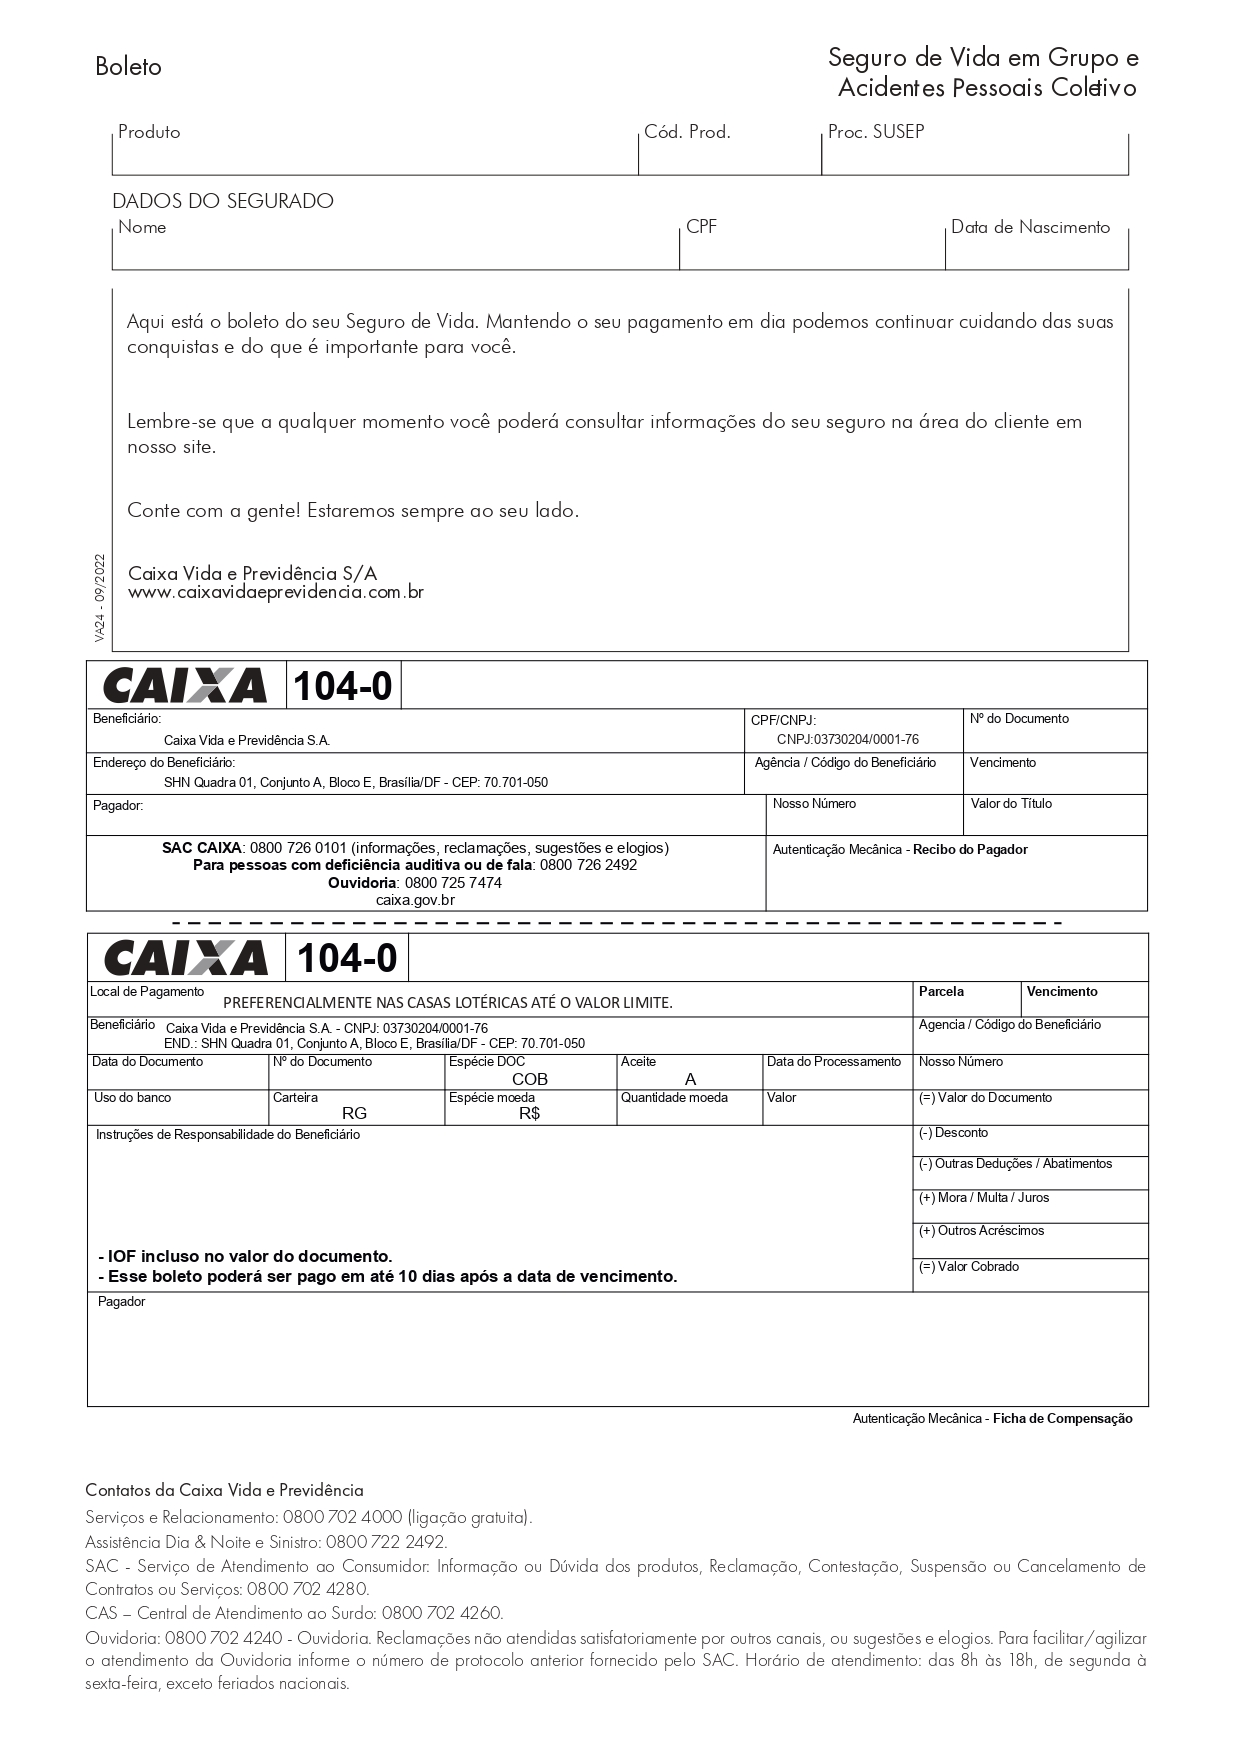 Boleto
Seguro de Vida em Grupo e
Acidentes Pessoais Coletivo
Produto Cód. Prod. Proc. SUSEP
DADOS DO SEGURADO
Nome CPF Data de Nascimento
Aqui está o boleto do seu Seguro de Vida. Mantendo o seu pagamento em dia podemos continuar cuidando das suas
conquistas e do que é importante para você.
Lembre-se que a qualquer momento você poderá consultar informações do seu seguro na área do cliente em
nosso site.
Conte com a gente! Estaremos sempre ao seu lado.
Caixa Vida e Previdência S/A
www.caixavidaeprevidencia.com.br
VA24 - 09/2022
CAIXA 104-0
Beneficiário: CPF/CNPJ: Nº do Documento
Caixa Vida e Previdência S.A. CNPJ:03730204/0001-76
Endereço do Beneficiário: Agência / Código do Beneficiário Vencimento
SHN Quadra 01, Conjunto A, Bloco E, Brasília/DF - CEP: 70.701-050
Pagador: Nosso Número Valor do Título
SAC CAIXA: 0800 726 0101 (informações, reclamações, sugestões e elogios)
Para pessoas com deficiência auditiva ou de fala: 0800 726 2492
Ouvidoria: 0800 725 7474
caixa.gov.br
Autenticação Mecânica - Recibo do Pagador
CAIXA 104-0
Local de Pagamento PREFERENCIALMENTE NAS CASAS LOTÉRICAS ATÉ O VALOR LIMITE. Parcela Vencimento
Beneficiário Caixa Vida e Previdência S.A. - CNPJ: 03730204/0001-76 Agencia / Código do Beneficiário
END.: SHN Quadra 01, Conjunto A, Bloco E, Brasília/DF - CEP: 70.701-050
Data do Documento Nº do Documento Espécie DOC Aceite Data do Processamento Nosso Número
COB A
Uso do banco Carteira Espécie moeda Quantidade moeda Valor (=) Valor do Documento
RG R$
Instruções de Responsabilidade do Beneficiário (-) Desconto
(-) Outras Deduções / Abatimentos
(+) Mora / Multa / Juros
(+) Outros Acréscimos
- IOF incluso no valor do documento.
(=) Valor Cobrado
- Esse boleto poderá ser pago em até 10 dias após a data de vencimento.
Pagador
Autenticação Mecânica - Ficha de Compensação
Contatos da Caixa Vida e Previdência
Serviços e Relacionamento: 0800 702 4000 (ligação gratuita).
Assistência Dia & Noite e Sinistro: 0800 722 2492.
SAC - Serviço de Atendimento ao Consumidor: Informação ou Dúvida dos produtos, Reclamação, Contestação, Suspensão ou Cancelamento de
Contratos ou Serviços: 0800 702 4280.
CAS – Central de Atendimento ao Surdo: 0800 702 4260.
Ouvidoria: 0800 702 4240 - Ouvidoria. Reclamações não atendidas satisfatoriamente por outros canais, ou sugestões e elogios. Para facilitar/agilizar
o atendimento da Ouvidoria informe o número de protocolo anterior fornecido pelo SAC. Horário de atendimento: das 8h às 18h, de segunda à
sexta-feira, exceto feriados nacionais.